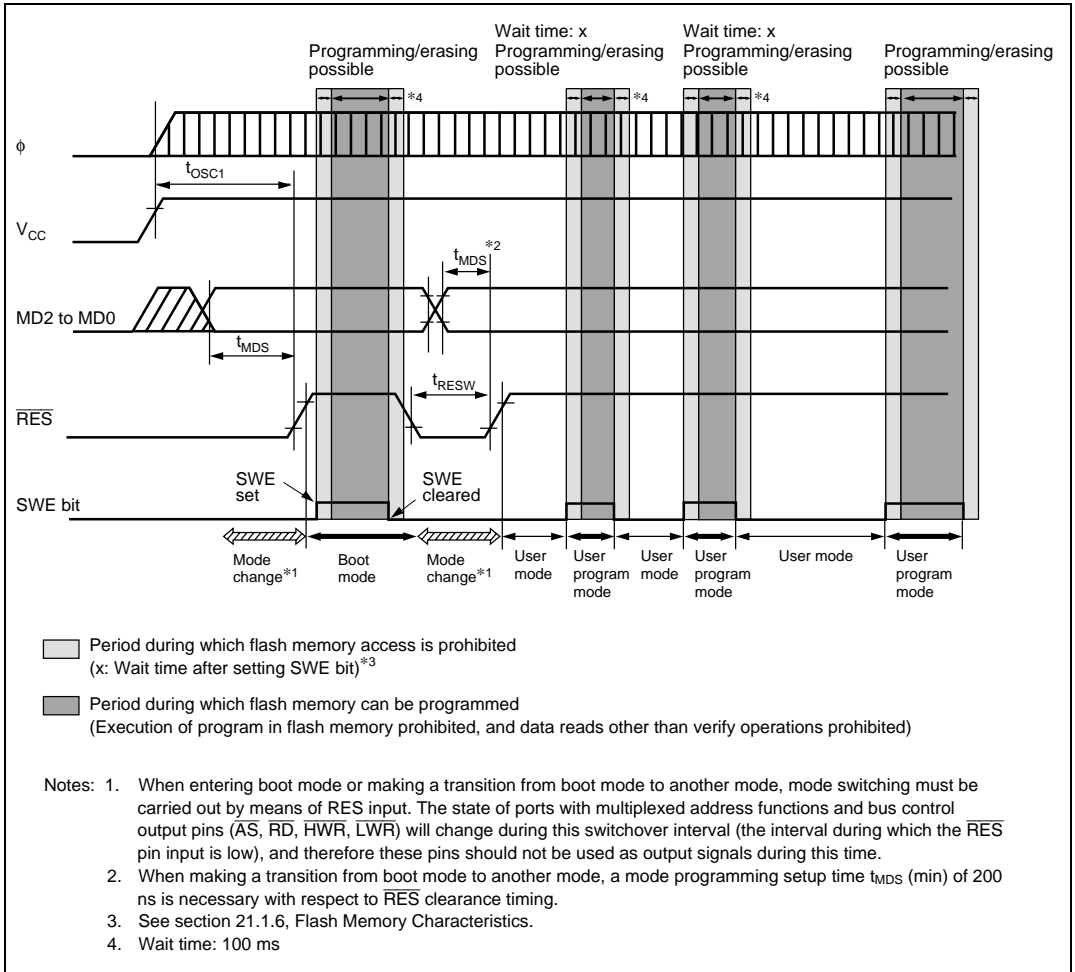 Wait time: x
Programming/erasing
possible
Wait time: x
Programming/erasing
possible
Programming/erasing
possible
Programming/erasing
possible
*4
*4
*4
φ
tOSC1
VCC
tMDS*2
MD2 to MD0
tMDS
tRESW
RES
SWE
set
SWE
cleared
SWE bit
Mode
change*1
Boot
mode
Mode
change*1
User
mode
User
program
mode
User
mode
User
program
mode
User mode
User
program
mode
Period during which flash memory access is prohibited
(x: Wait time after setting SWE bit)*3
Period during which flash memory can be programmed
(Execution of program in flash memory prohibited, and data reads other than verify operations prohibited)
Notes: 1. When entering boot mode or making a transition from boot mode to another mode, mode switching must be
carried out by means of RES input. The state of ports with multiplexed address functions and bus control
output pins (AS, RD, HWR, LWR) will change during this switchover interval (the interval during which the RES
pin input is low), and therefore these pins should not be used as output signals during this time.
2. When making a transition from boot mode to another mode, a mode programming setup time tMDS (min) of 200
ns is necessary with respect to RES clearance timing.
3. See section 21.1.6, Flash Memory Characteristics.
4. Wait time: 100 ms